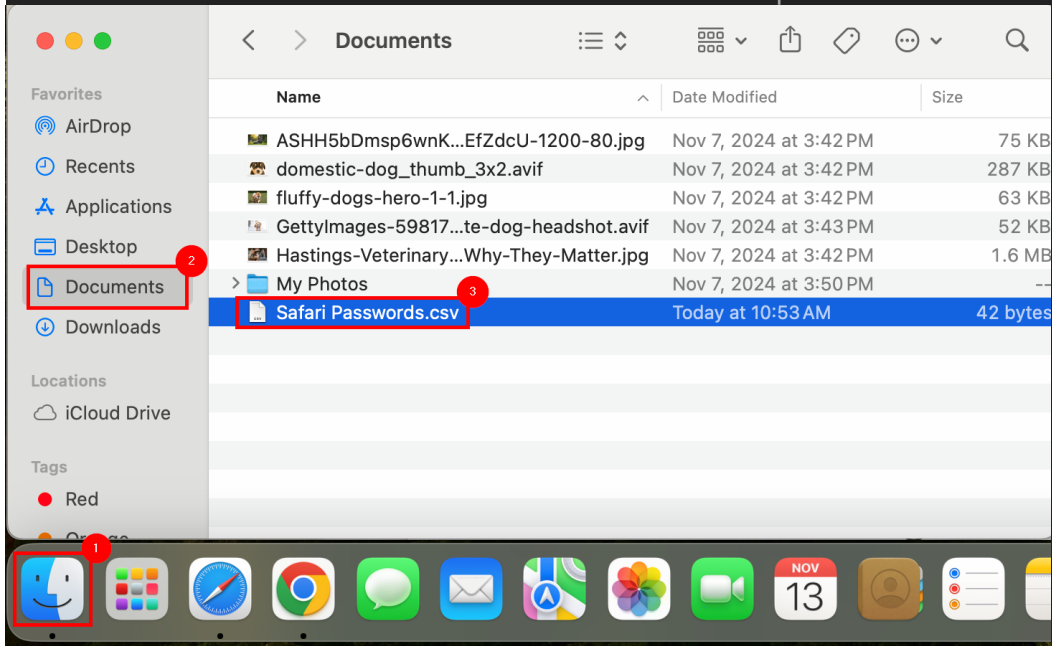 Documents
Favorites
AirDrop
Recents
Applications
Desktop
2
Documents
Downloads
Locations
iCloud Drive
Tags
Red
Orange
Name Date Modified Size
ASHH5bDmsp6wnK...EfZdcU-1200-80.jpg Nov 7, 2024 at 3:42 PM 75 KB
domestic-dog_thumb_3x2.avif Nov 7, 2024 at 3:42 PM 287 KB
fluffy-dogs-hero-1-1.jpg Nov 7, 2024 at 3:42 PM 63 KB
GettyImages-59817...te-dog-headshot.avif Nov 7, 2024 at 3:43 PM 52 KB
Hastings-Veterinary...Why-They-Matter.jpg Nov 7, 2024 at 3:42 PM 1.6 MB
My Photos Nov 7, 2024 at 3:50 PM --
3
Safari Passwords.csv Today at 10:53 AM 42 bytes
1
NOV
13